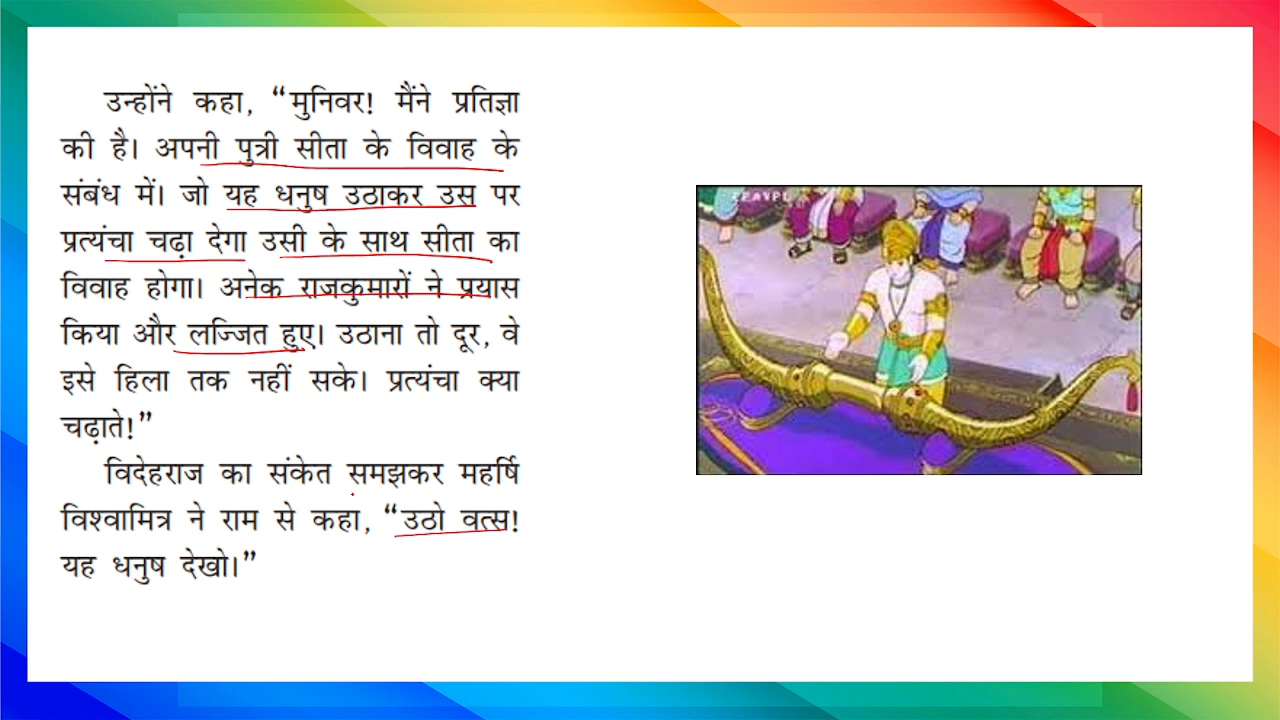 उन्होंने कहा, “मुनिवर! मैंने प्रतिज्ञा
की है। अपनी पुत्री सीता के विवाह के
संबंध में। जो यह धनुष उठाकर उस पर
प्रत्यंचा चढ़ा देगा उसी के साथ सीता का
विवाह होगा। अनेक राजकुमारों ने प्रयास
किया और लज्जित हुए। उठाना तो दूर, वे
इसे हिला तक नहीं सके। प्रत्यंचा क्या
चढ़ाते!”
विदेहराज का संकेत समझकर महर्षि
विश्वामित्र ने राम से कहा, “उठो वत्स!
यह धनुष देखो।”